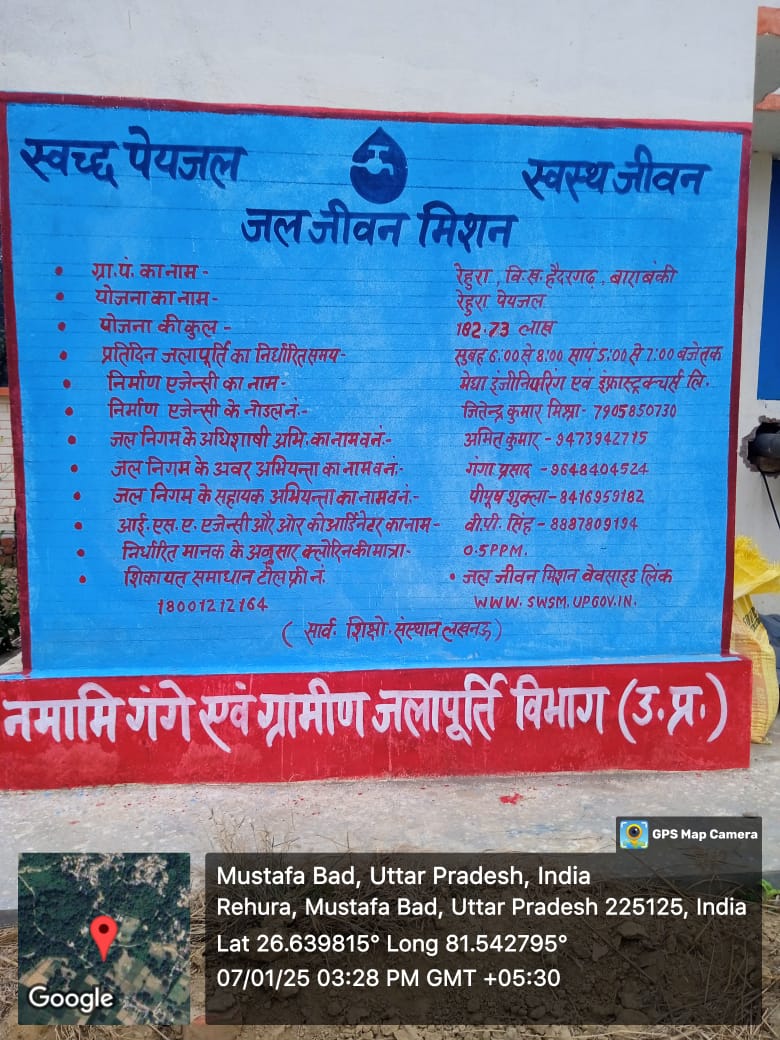 स्वच्छ पेयजल स्वस्थ जीवन
जल जीवन मिशन
• ग्रा.पं. का नाम - रेहुरा, वि.स. हैदरगढ़, बाराबंकी
• योजना का नाम - रेहुरा पेयजल
• योजना की कुल - 182.73 लाख
• प्रतिदिन जलापूर्ति का निर्धारित समय - सुबह 6:00 से 8:00 सायं 5:00 से 7:00 बजे तक
• निर्माण एजेन्सी का नाम - मेघा इंजीनियरिंग एवं इंफ्रास्ट्रक्चर्स लि.
• निर्माण एजेन्सी के नोडल नं.- जितेन्द्र कुमार मिश्रा - 7905850730
• जल निगम के अधिशाषी अभि. का नाम व नं.- अमित कुमार - 9473942715
• जल निगम के अवर अभियन्ता का नाम व नं.- गंगा प्रसाद - 9648404524
• जल निगम के सहायक अभियन्ता का नाम व नं.- पीयूष शुक्ला - 8416959182
• आई. एस. ए. एजेन्सी और ओर कोआर्डिनेटर का नाम - वी.पी. सिंह - 8887809194
• निर्धारित मानक के अनुसार क्लोरिन की मात्रा - 0.5 PPM.
• शिकायत समाधान टोल फ्री नं. • जल जीवन मिशन वेवसाइड लिंक
18001212164 WWW.SWSM.UPGOV.IN.
(सार्व. शिक्षो. संस्थान लखनऊ)
नमामि गंगे एवं ग्रामीण जलापूर्ति विभाग (उ.प्र.)
GPS Map Camera
Mustafa Bad, Uttar Pradesh, India
Rehura, Mustafa Bad, Uttar Pradesh 225125, India
Lat 26.639815° Long 81.542795°
07/01/25 03:28 PM GMT +05:30
Google